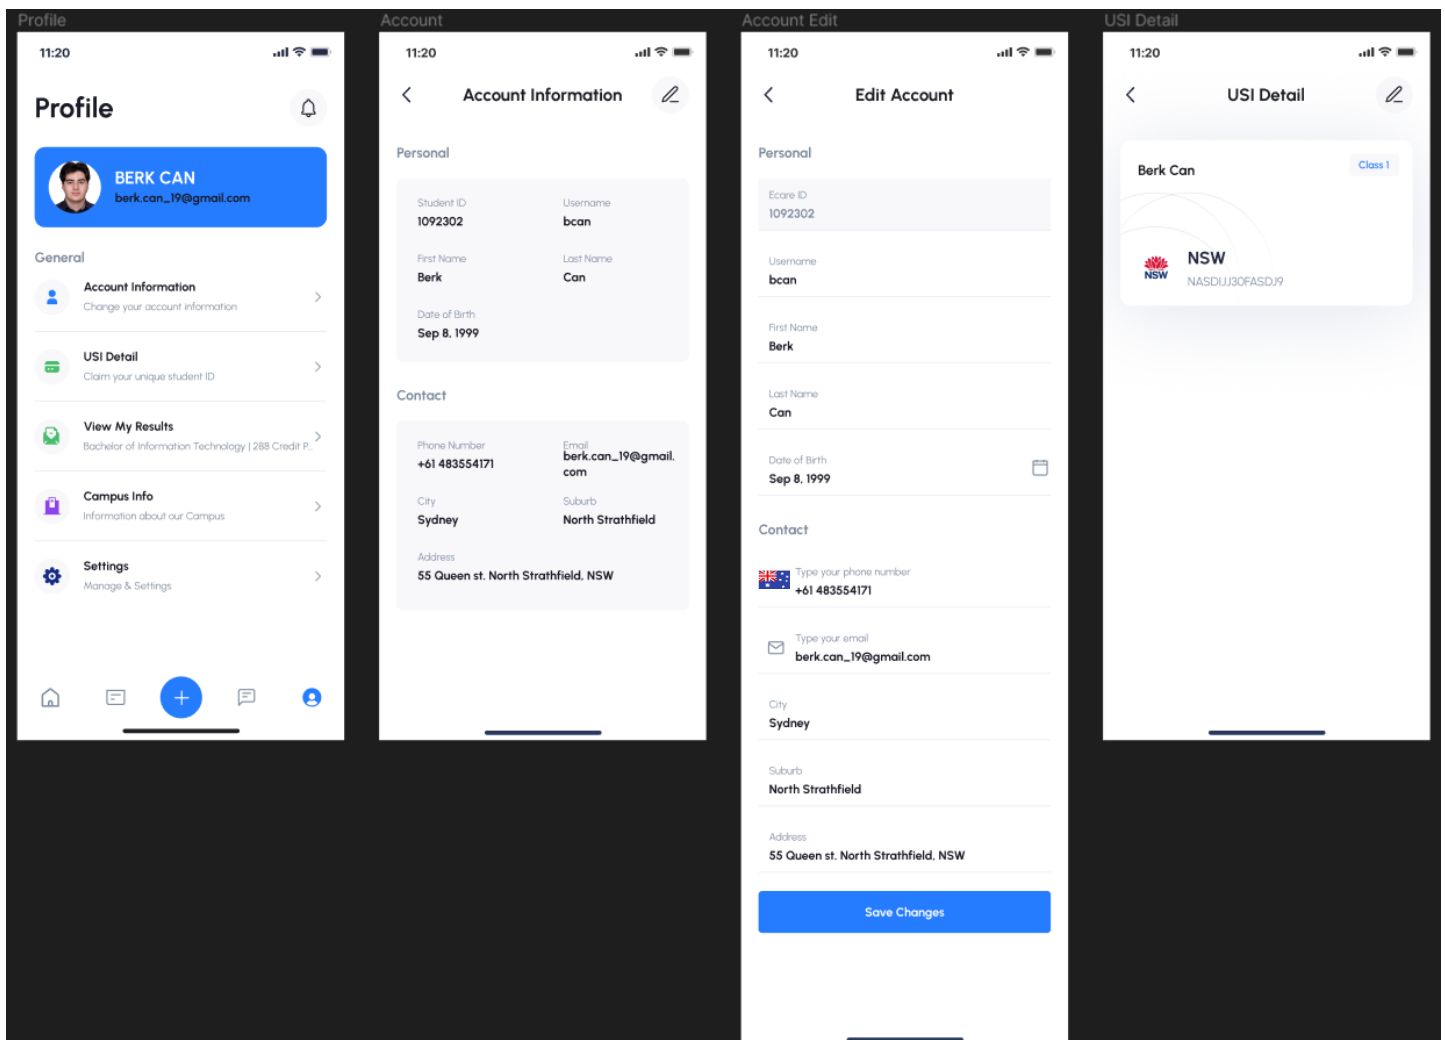 Profile
11:20
Profile
BERK CAN
berk.can_19@gmail.com
General
Account Information
Change your account information
USI Detail
Claim your unique student ID
View My Results
Bachelor of Information Technology | 288 Credit P...
Campus Info
Information about our Campus
Settings
Manage & Settings
Account
11:20
Account Information
Personal
Student ID
1092302
Username
bcan
First Name
Berk
Last Name
Can
Date of Birth
Sep 8, 1999
Contact
Phone Number
+61 483554171
Email
berk.can_19@gmail.
com
City
Sydney
Suburb
North Strathfield
Address
55 Queen st. North Strathfield, NSW
Account Edit
11:20
Edit Account
Personal
Ecare ID
1092302
Username
bcan
First Name
Berk
Last Name
Can
Date of Birth
Sep 8, 1999
Contact
Type your phone number
+61 483554171
Type your email
berk.can_19@gmail.com
City
Sydney
Suburb
North Strathfield
Address
55 Queen st. North Strathfield, NSW
Save Changes
USI Detail
11:20
USI Detail
Berk Can
Class 1
NSW
NSW